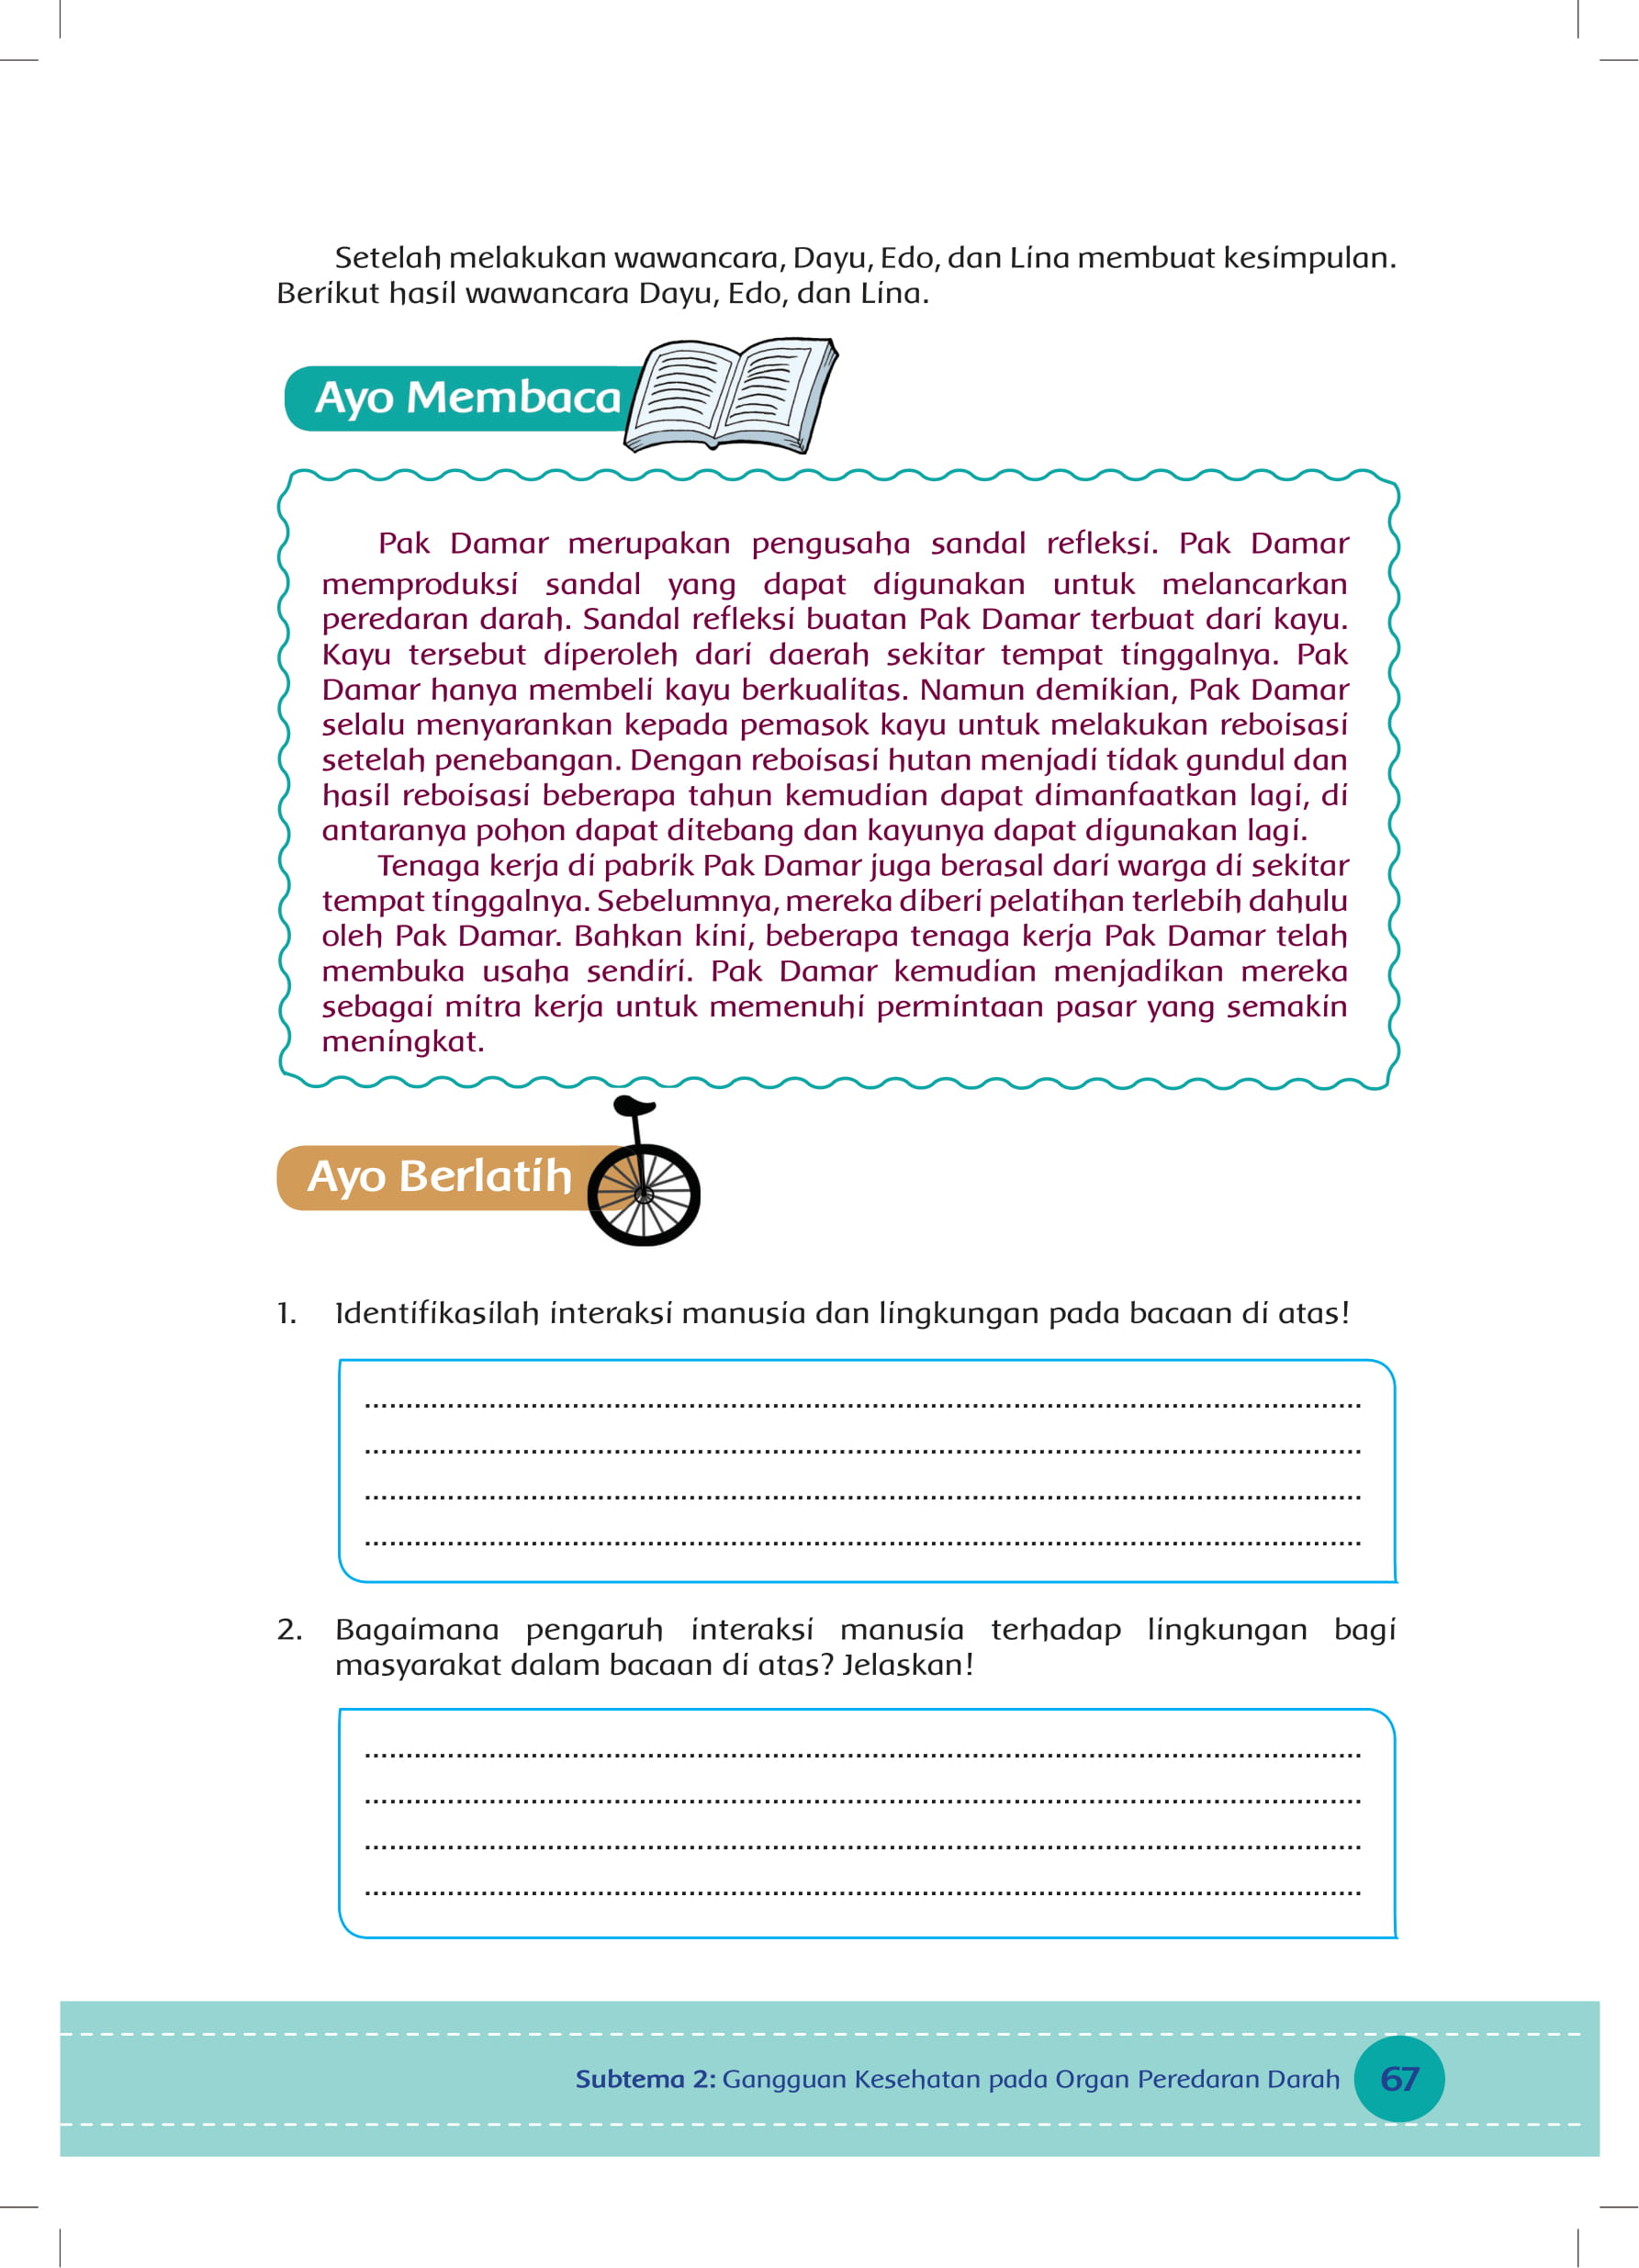 Setelah melakukan wawancara, Dayu, Edo, dan Lina membuat kesimpulan.
Berikut hasil wawancara Dayu, Edo, dan Lina.
Ayo Membaca
Pak Damar merupakan pengusaha sandal refleksi. Pak Damar
memproduksi sandal yang dapat digunakan untuk melancarkan
peredaran darah. Sandal refleksi buatan Pak Damar terbuat dari kayu.
Kayu tersebut diperoleh dari daerah sekitar tempat tinggalnya. Pak
Damar hanya membeli kayu berkualitas. Namun demikian, Pak Damar
selalu menyarankan kepada pemasok kayu untuk melakukan reboisasi
setelah penebangan. Dengan reboisasi hutan menjadi tidak gundul dan
hasil reboisasi beberapa tahun kemudian dapat dimanfaatkan lagi, di
antaranya pohon dapat ditebang dan kayunya dapat digunakan lagi.
Tenaga kerja di pabrik Pak Damar juga berasal dari warga di sekitar
tempat tinggalnya. Sebelumnya, mereka diberi pelatihan terlebih dahulu
oleh Pak Damar. Bahkan kini, beberapa tenaga kerja Pak Damar telah
membuka usaha sendiri. Pak Damar kemudian menjadikan mereka
sebagai mitra kerja untuk memenuhi permintaan pasar yang semakin
meningkat.
Ayo Berlatih
1. Identifikasilah interaksi manusia dan lingkungan pada bacaan di atas!
2. Bagaimana pengaruh interaksi manusia terhadap lingkungan bagi
masyarakat dalam bacaan di atas? Jelaskan!
Subtema 2: Gangguan Kesehatan pada Organ Peredaran Darah 67